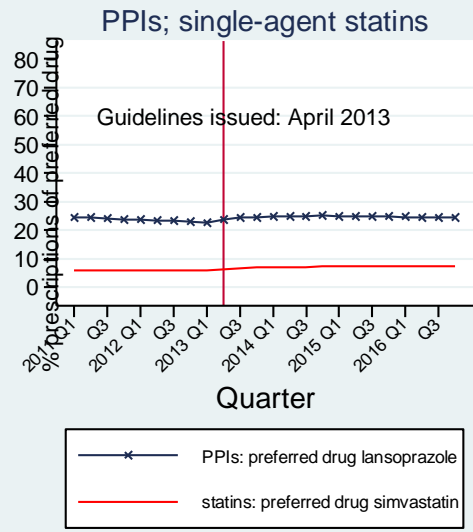 PPIs; single-agent statins
% prescriptions of preferred drug
80
70
60
50
40
30
20
10
0
Guidelines issued: April 2013
2011 Q1
Q3
2012 Q1
Q3
2013 Q1
Q3
2014 Q1
Q3
2015 Q1
Q3
2016 Q1
Q3
Quarter
PPIs: preferred drug lansoprazole
statins: preferred drug simvastatin